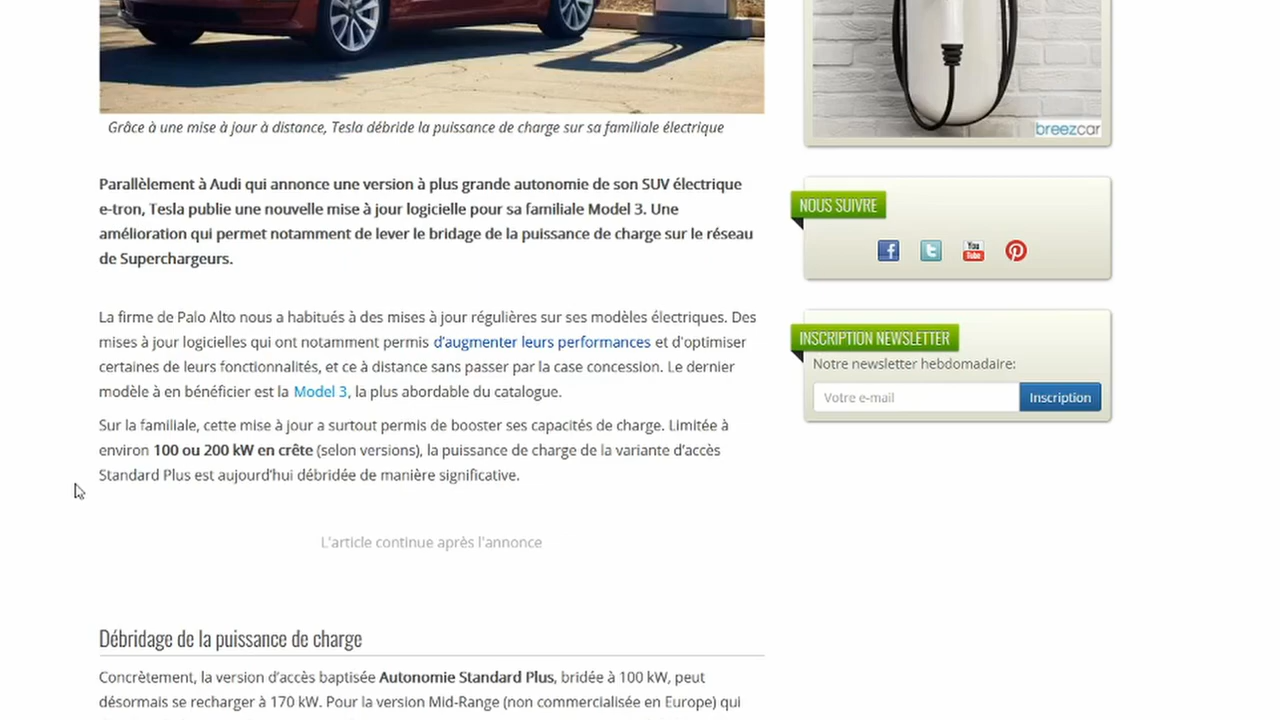 Grâce à une mise à jour à distance, Tesla débride la puissance de charge sur sa familiale électrique
Parallèlement à Audi qui annonce une version à plus grande autonomie de son SUV électrique
e-tron, Tesla publie une nouvelle mise à jour logicielle pour sa familiale Model 3. Une
amélioration qui permet notamment de lever le bridage de la puissance de charge sur le réseau
de Superchargeurs.
La firme de Palo Alto nous a habitués à des mises à jour régulières sur ses modèles électriques. Des
mises à jour logicielles qui ont notamment permis d'augmenter leurs performances et d'optimiser
certaines de leurs fonctionnalités, et ce à distance sans passer par la case concession. Le dernier
modèle à en bénéficier est la Model 3, la plus abordable du catalogue.
Sur la familiale, cette mise à jour a surtout permis de booster ses capacités de charge. Limitée à
environ 100 ou 200 kW en crête (selon versions), la puissance de charge de la variante d'accès
Standard Plus est aujourd'hui débridée de manière significative.
L'article continue après l'annonce
Débridage de la puissance de charge
Concrètement, la version d'accès baptisée Autonomie Standard Plus, bridée à 100 kW, peut
désormais se recharger à 170 kW. Pour la version Mid-Range (non commercialisée en Europe) qui
breezcar
NOUS SUIVRE
You
Tube
INSCRIPTION NEWSLETTER
Notre newsletter hebdomadaire:
Votre e-mail
Inscription